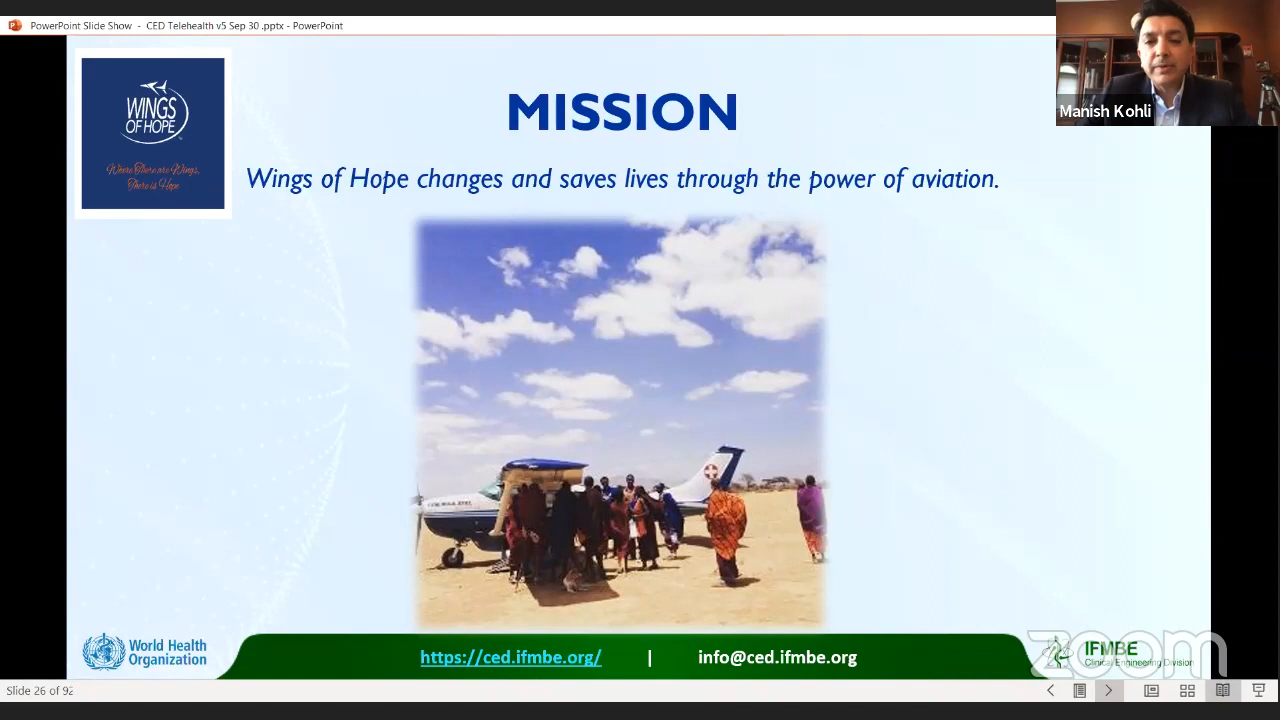 PowerPoint Slide Show - CED Telehealth v5 Sep 30 .pptx - PowerPoint
Manish Kohli
WINGS
OF HOPE
Where There are Wings,
There is Hope
MISSION
Wings of Hope changes and saves lives through the power of aviation.
World Health
Organization
https://ced.ifmbe.org/ | info@ced.ifmbe.org
IFMBE
Clinical Engineering Division
zoom
Slide 26 of 92